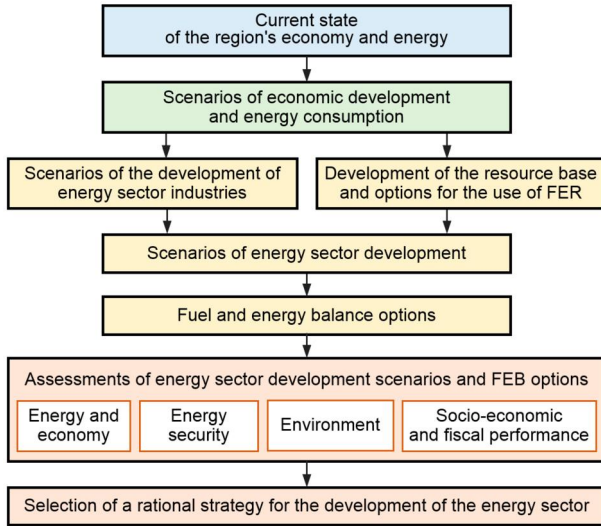 Current state
of the region's economy and energy
Scenarios of economic development
and energy consumption
Scenarios of the development of
energy sector industries
Development of the resource base
and options for the use of FER
Scenarios of energy sector development
Fuel and energy balance options
Assessments of energy sector development scenarios and FEB options
Energy and
economy
Energy
security
Environment
Socio-economic
and fiscal performance
Selection of a rational strategy for the development of the energy sector